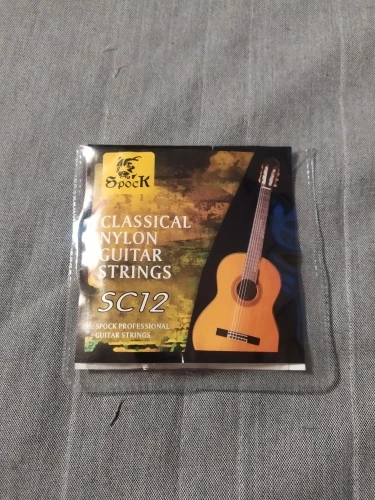 Spock
CLASSICAL
NYLON
GUITAR
STRINGS
SC12
SPOCK PROFESSIONAL
GUITAR STRINGS